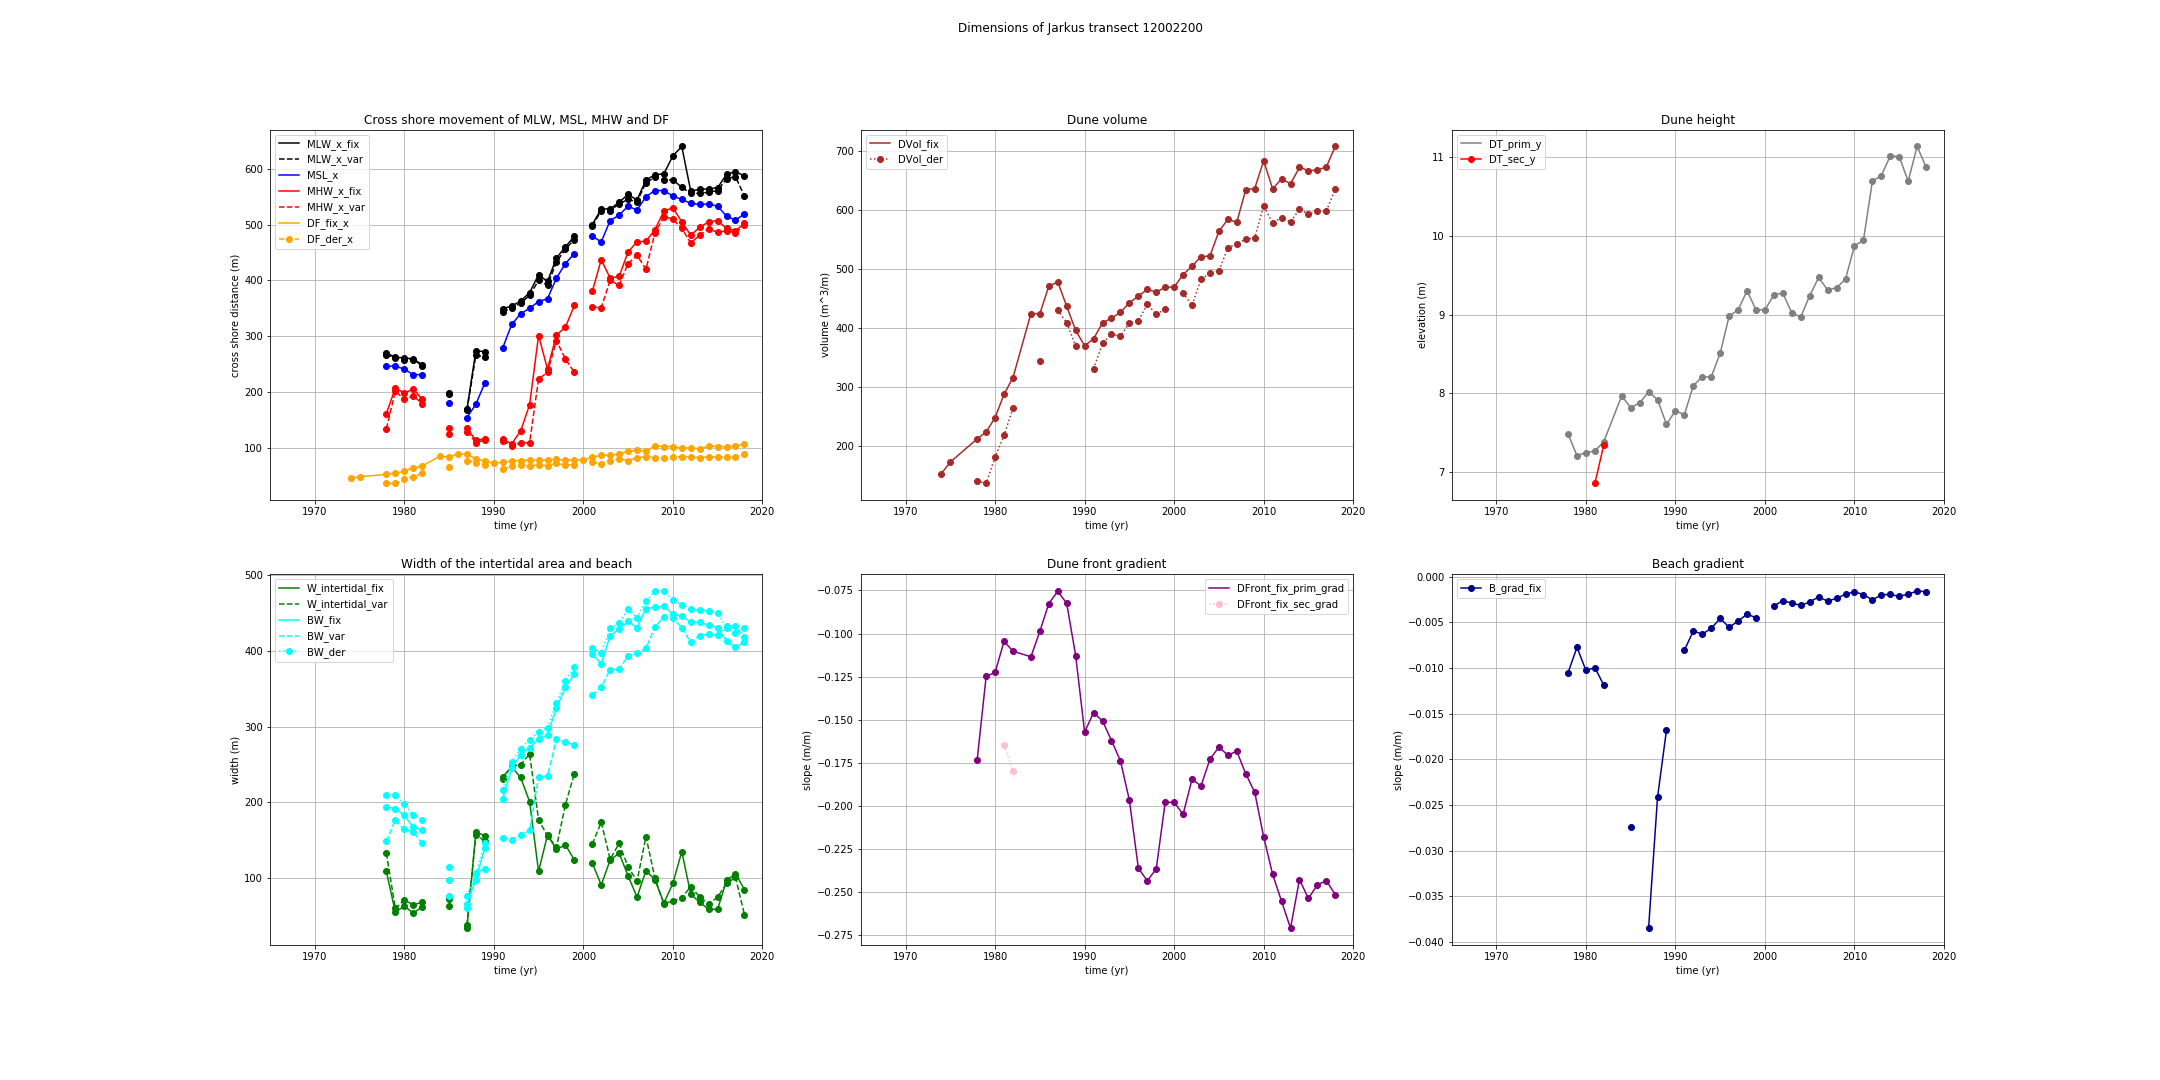 Dimensions of Jarkus transect 12002200
Cross shore movement of MLW, MSL, MHW and DF
MLW_x_fix
MLW_x_var
MSL_x
MHW_x_fix
MHW_x_var
DF_fix_x
DF_der_x
cross shore distance (m)
600
500
400
300
200
100
1970 1980 1990 2000 2010 2020
time (yr)
Dune volume
DVol_fix
DVol_der
volume (m^3/m)
700
600
500
400
300
200
1970 1980 1990 2000 2010 2020
time (yr)
Dune height
DT_prim_y
DT_sec_y
elevation (m)
11
10
9
8
7
1970 1980 1990 2000 2010 2020
time (yr)
Width of the intertidal area and beach
W_intertidal_fix
W_intertidal_var
BW_fix
BW_var
BW_der
width (m)
500
400
300
200
100
1970 1980 1990 2000 2010 2020
time (yr)
Dune front gradient
DFront_fix_prim_grad
DFront_fix_sec_grad
slope (m/m)
−0.075
−0.100
−0.125
−0.150
−0.175
−0.200
−0.225
−0.250
−0.275
1970 1980 1990 2000 2010 2020
time (yr)
Beach gradient
B_grad_fix
slope (m/m)
0.000
−0.005
−0.010
−0.015
−0.020
−0.025
−0.030
−0.035
−0.040
1970 1980 1990 2000 2010 2020
time (yr)